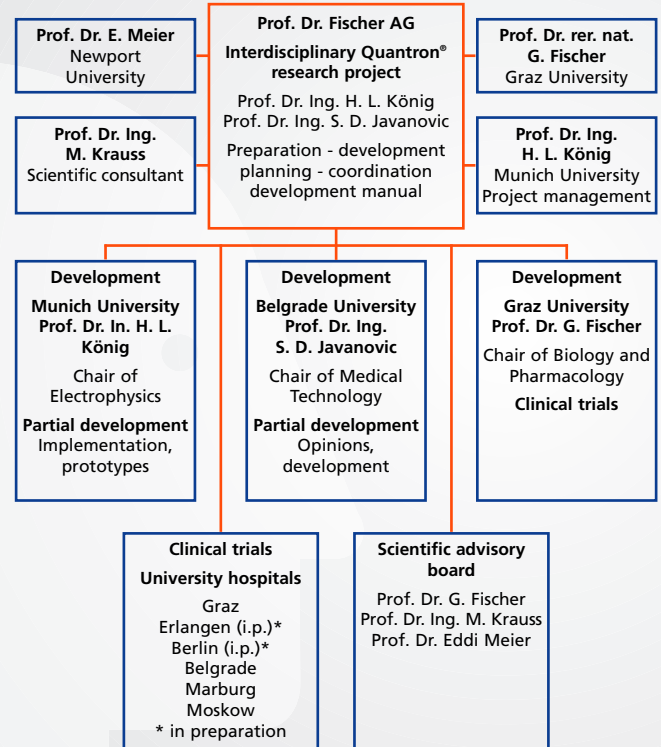 Prof. Dr. E. Meier
Newport
University
Prof. Dr. Ing.
M. Krauss
Scientific consultant
Prof. Dr. Fischer AG
Interdisciplinary Quantron®
research project
Prof. Dr. Ing. H. L. König
Prof. Dr. Ing. S. D. Javanovic
Preparation - development
planning - coordination
development manual
Prof. Dr. rer. nat.
G. Fischer
Graz University
Prof. Dr. Ing.
H. L. König
Munich University
Project management
Development
Munich University
Prof. Dr. In. H. L.
König
Chair of
Electrophysics
Partial development
Implementation,
prototypes
Development
Belgrade University
Prof. Dr. Ing.
S. D. Javanovic
Chair of Medical
Technology
Partial development
Opinions,
development
Development
Graz University
Prof. Dr. G. Fischer
Chair of Biology and
Pharmacology
Clinical trials
Clinical trials
University hospitals
Graz
Erlangen (i.p.)*
Berlin (i.p.)*
Belgrade
Marburg
Moskow
* in preparation
Scientific advisory
board
Prof. Dr. G. Fischer
Prof. Dr. Ing. M. Krauss
Prof. Dr. Eddi Meier